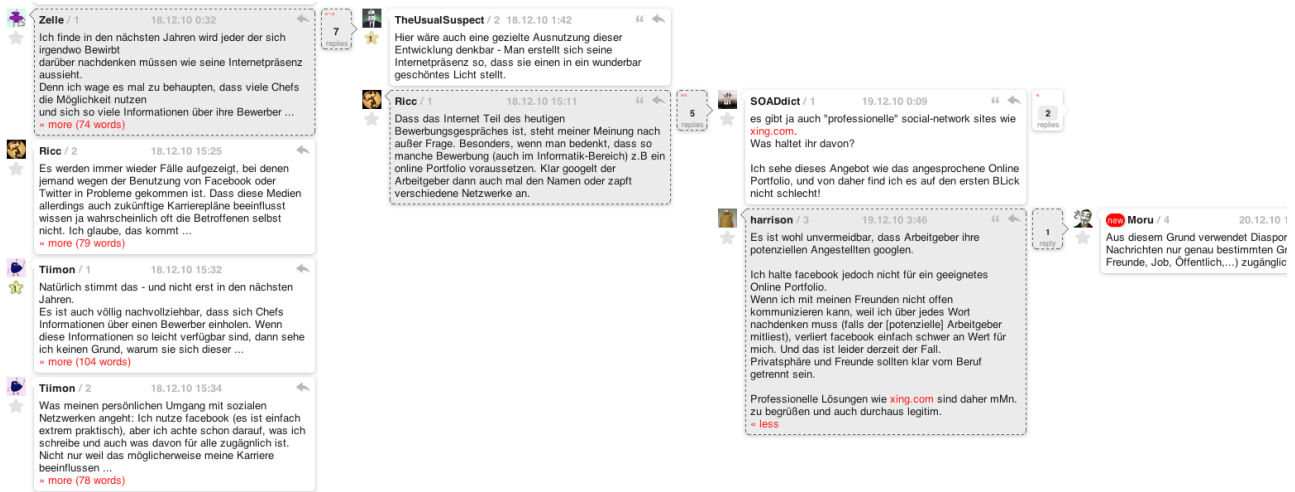 Zelle / 1 18.12.10 0:32
Ich finde in den nächsten Jahren wird jeder der sich
irgendwo Bewirbt
darüber nachdenken müssen wie seine Internetpräsenz
aussieht.
Denn ich wage es mal zu behaupten, dass viele Chefs
die Möglichkeit nutzen
und sich so viele Informationen über ihre Bewerber ...
» more (74 words)
7
replies
Ricc / 2 18.12.10 15:25
Es werden immer wieder Fälle aufgezeigt, bei denen
jemand wegen der Benutzung von Facebook oder
Twitter in Probleme gekommen ist. Dass diese Medien
allerdings auch zukünftige Karrierepläne beeinflusst
wissen ja wahrscheinlich oft die Betroffenen selbst
nicht. Ich glaube, das kommt ...
» more (79 words)
Tiimon / 1 18.12.10 15:32
1
Natürlich stimmt das - und nicht erst in den nächsten
Jahren.
Es ist auch völlig nachvollziehbar, dass sich Chefs
Informationen über einen Bewerber einholen. Wenn
diese Informationen so leicht verfügbar sind, dann sehe
ich keinen Grund, warum sie sich dieser ...
» more (104 words)
Tiimon / 2 18.12.10 15:34
Was meinen persönlichen Umgang mit sozialen
Netzwerken angeht: Ich nutze facebook (es ist einfach
extrem praktisch), aber ich achte schon darauf, was ich
schreibe und auch was davon für alle zugägnlich ist.
Nicht nur weil das möglicherweise meine Karriere
beeinflussen ...
» more (78 words)
TheUsualSuspect / 2 18.12.10 1:42
1
Hier wäre auch eine gezielte Ausnutzung dieser
Entwicklung denkbar - Man erstellt sich seine
Internetpräsenz so, dass sie einen in ein wunderbar
geschöntes Licht stellt.
Ricc / 1 18.12.10 15:11
Dass das Internet Teil des heutigen
Bewerbungsgespräches ist, steht meiner Meinung nach
außer Frage. Besonders, wenn man bedenkt, dass so
manche Bewerbung (auch im Informatik-Bereich) z.B ein
online Portfolio voraussetzen. Klar googelt der
Arbeitgeber dann auch mal den Namen oder zapft
verschiedene Netzwerke an.
5
replies
SOADdict / 1 19.12.10 0:09
es gibt ja auch "professionelle" social-network sites wie
xing.com.
Was haltet ihr davon?
Ich sehe dieses Angebot wie das angesprochene Online
Portfolio, und von daher find ich es auf den ersten BLick
nicht schlecht!
2
replies
harrison / 3 19.12.10 3:46
Es ist wohl unvermeidbar, dass Arbeitgeber ihre
potenziellen Angestellten googlen.
Ich halte facebook jedoch nicht für ein geeignetes
Online Portfolio.
Wenn ich mit meinen Freunden nicht offen
kommunizieren kann, weil ich über jedes Wort
nachdenken muss (falls der [potenzielle] Arbeitgeber
mitliest), verliert facebook einfach schwer an Wert für
mich. Und das ist leider derzeit der Fall.
Privatsphäre und Freunde sollten klar vom Beruf
getrennt sein.
Professionelle Lösungen wie xing.com sind daher mMn.
zu begrüßen und auch durchaus legitim.
« less
1
reply
new Moru / 4 20.12.10
Aus diesem Grund verwendet
Nachrichten nur genau bestimmten
Freunde, Job, Öffentlich,...)